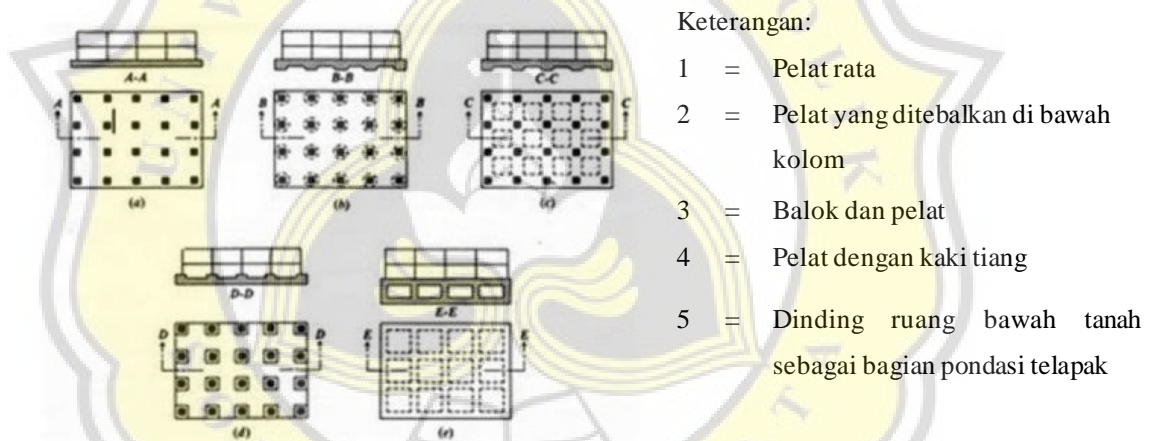 Keterangan:
1 = Pelat rata
2 = Pelat yang ditebalkan di bawah
kolom
3 = Balok dan pelat
4 = Pelat dengan kaki tiang
5 = Dinding ruang bawah tanah
sebagai bagian pondasi telapak
A-A B-B C-C
A A B B C C
(a) (b) (c)
D-D E-E
D D E E
(d) (e)